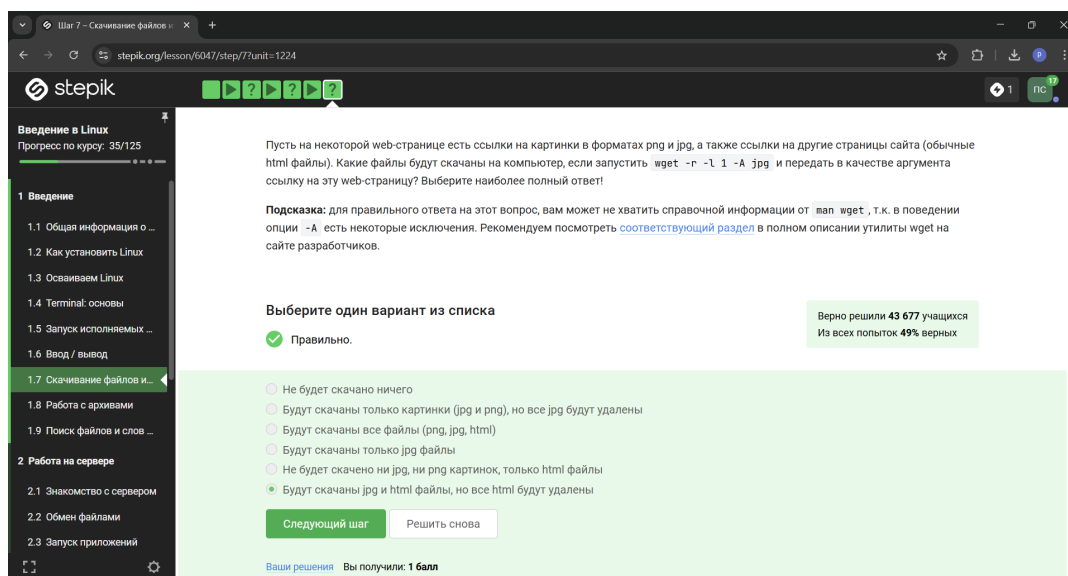 Шаг 7 – Скачивание файлов и
stepik.org/lesson/6047/step/7?unit=1224
P
stepik
?
?
?
1
ПС
17
Введение в Linux
Прогресс по курсу: 35/125
1 Введение
1.1 Общая информация о ...
1.2 Как установить Linux
1.3 Осваиваем Linux
1.4 Terminal: основы
1.5 Запуск исполняемых ...
1.6 Ввод / вывод
1.7 Скачивание файлов и...
1.8 Работа с архивами
1.9 Поиск файлов и слов ...
2 Работа на сервере
2.1 Знакомство с сервером
2.2 Обмен файлами
2.3 Запуск приложений
Пусть на некоторой web-странице есть ссылки на картинки в форматах png и jpg, а также ссылки на другие страницы сайта (обычные
html файлы). Какие файлы будут скачаны на компьютер, если запустить wget -r -l 1 -A jpg и передать в качестве аргумента
ссылку на эту web-страницу? Выберите наиболее полный ответ!
Подсказка: для правильного ответа на этот вопрос, вам может не хватить справочной информации от man wget , т.к. в поведении
опции -A есть некоторые исключения. Рекомендуем посмотреть соответствующий раздел в полном описании утилиты wget на
сайте разработчиков.
Выберите один вариант из списка
Правильно.
Верно решили 43 677 учащихся
Из всех попыток 49% верных
Не будет скачано ничего
Будут скачаны только картинки (jpg и png), но все jpg будут удалены
Будут скачаны все файлы (png, jpg, html)
Будут скачаны только jpg файлы
Не будет скачено ни jpg, ни png картинок, только html файлы
Будут скачаны jpg и html файлы, но все html будут удалены
Следующий шаг
Решить снова
Ваши решения Вы получили: 1 балл